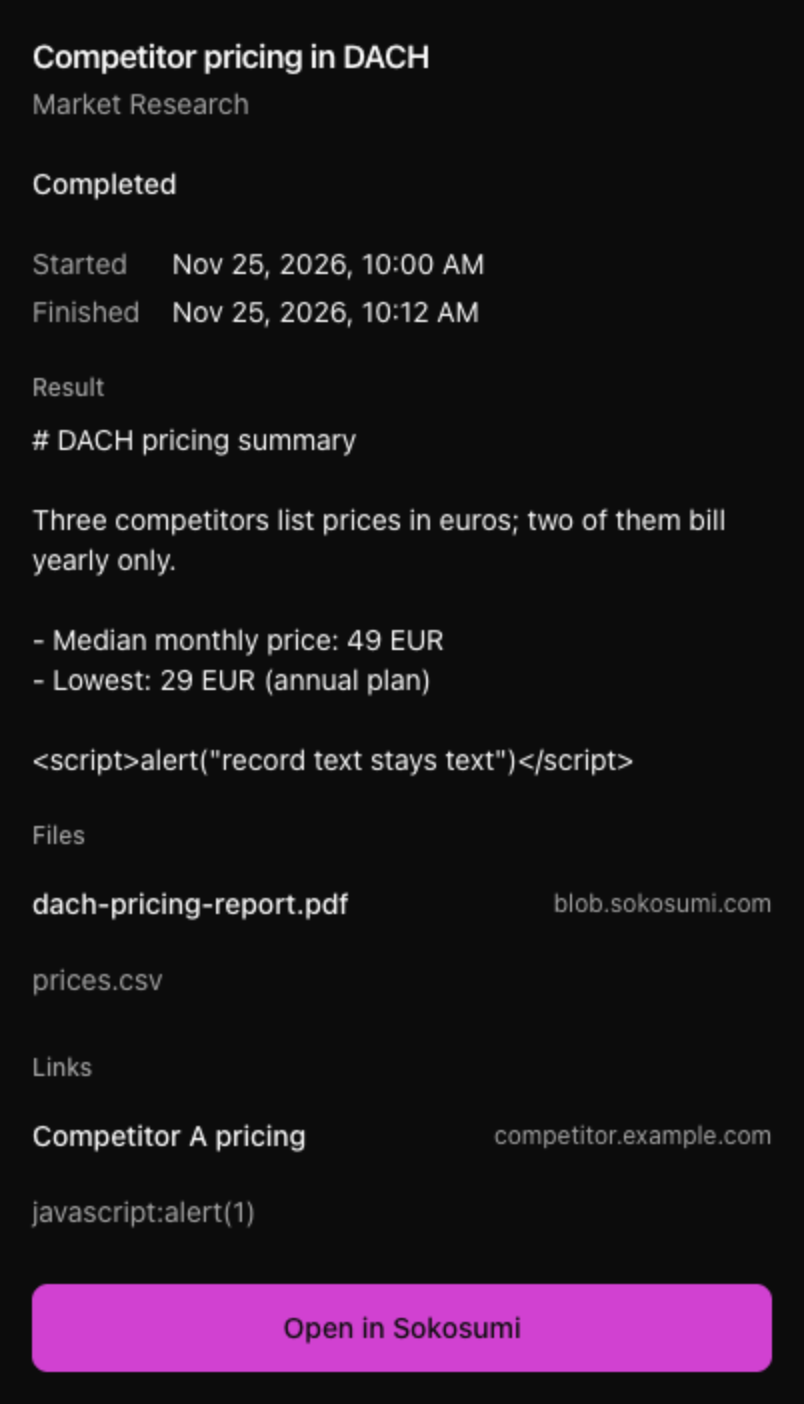 Competitor pricing in DACH
Market Research
Completed
Started Nov 25, 2026, 10:00 AM
Finished Nov 25, 2026, 10:12 AM
Result
# DACH pricing summary
Three competitors list prices in euros; two of them bill
yearly only.
- Median monthly price: 49 EUR
- Lowest: 29 EUR (annual plan)
<script>alert("record text stays text")</script>
Files
dach-pricing-report.pdf blob.sokosumi.com
prices.csv
Links
Competitor A pricing competitor.example.com
javascript:alert(1)
Open in Sokosumi